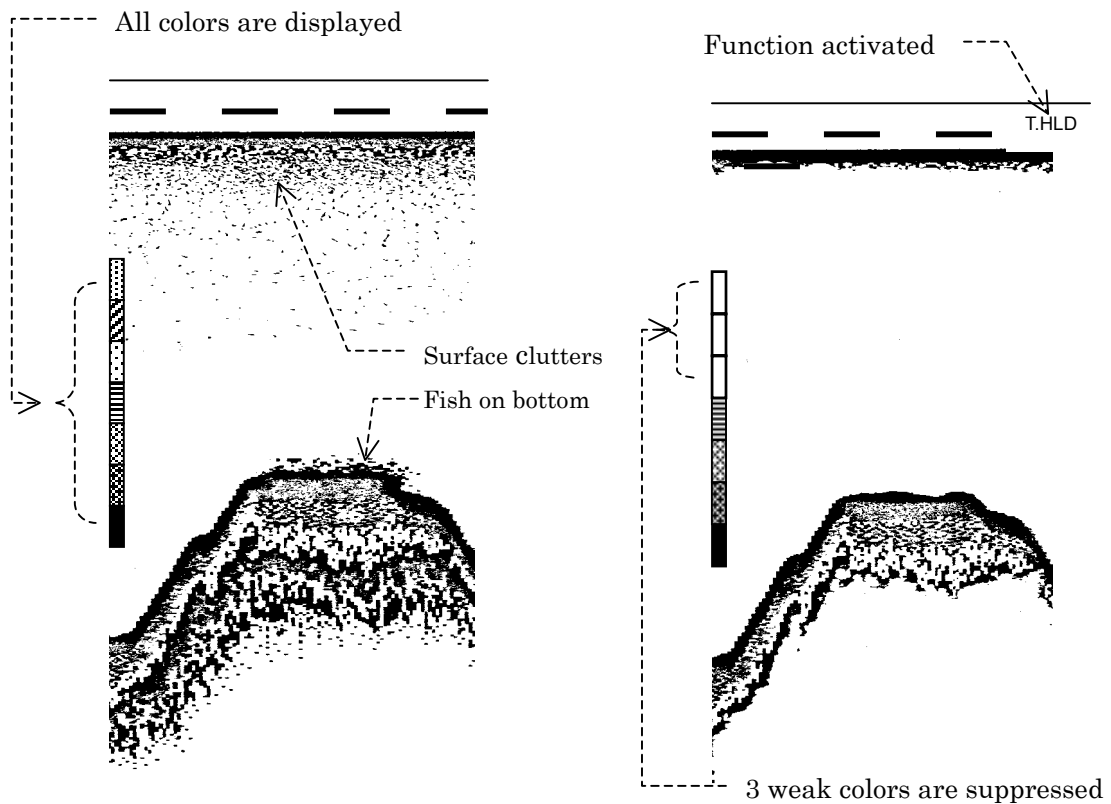 All colors are displayed
Function activated
T.HLD
Surface clutters
Fish on bottom
3 weak colors are suppressed